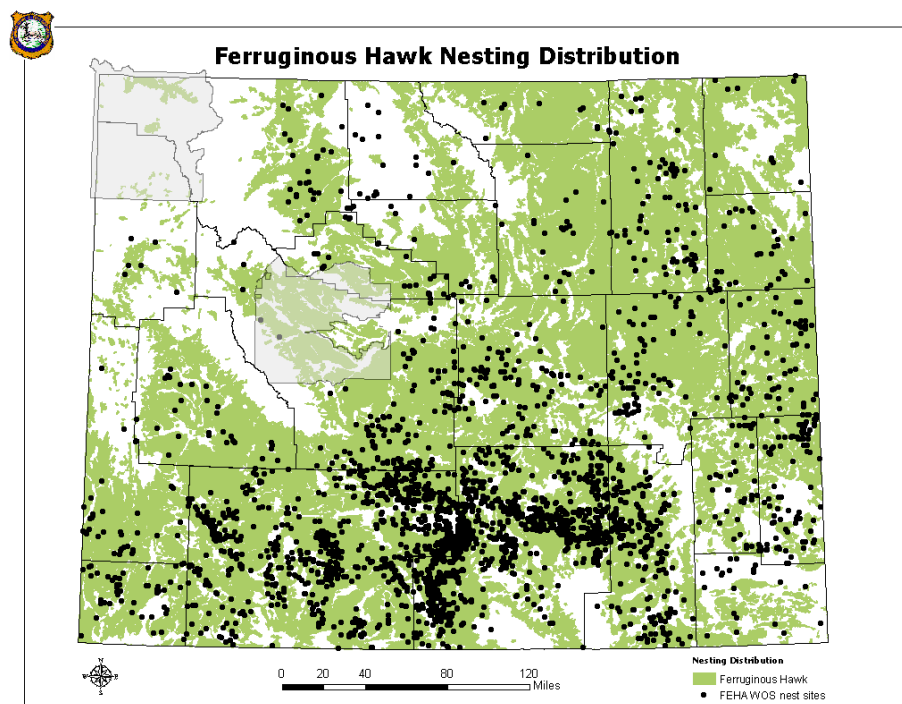 Ferruginous Hawk Nesting Distribution
N
W E
S
0 20 40 80 120
Miles
Nesting Distribution
Ferruginous Hawk
FEHA WOS nest sites